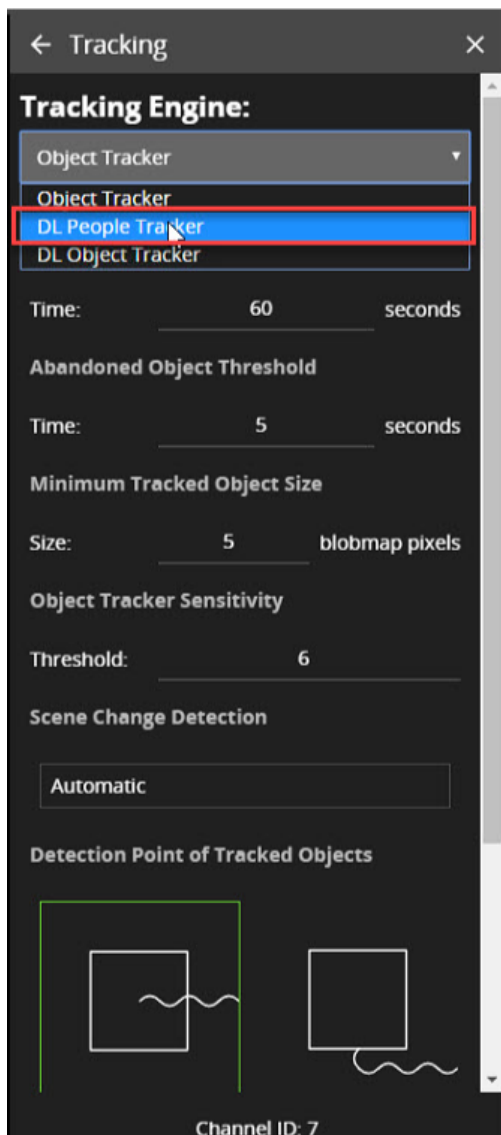 Tracking
Tracking Engine:
Object Tracker
Object Tracker
DL People Tracker
DL Object Tracker
Time: 60 seconds
Abandoned Object Threshold
Time: 5 seconds
Minimum Tracked Object Size
Size: 5 blobmap pixels
Object Tracker Sensitivity
Threshold: 6
Scene Change Detection
Automatic
Detection Point of Tracked Objects
Channel ID: 7